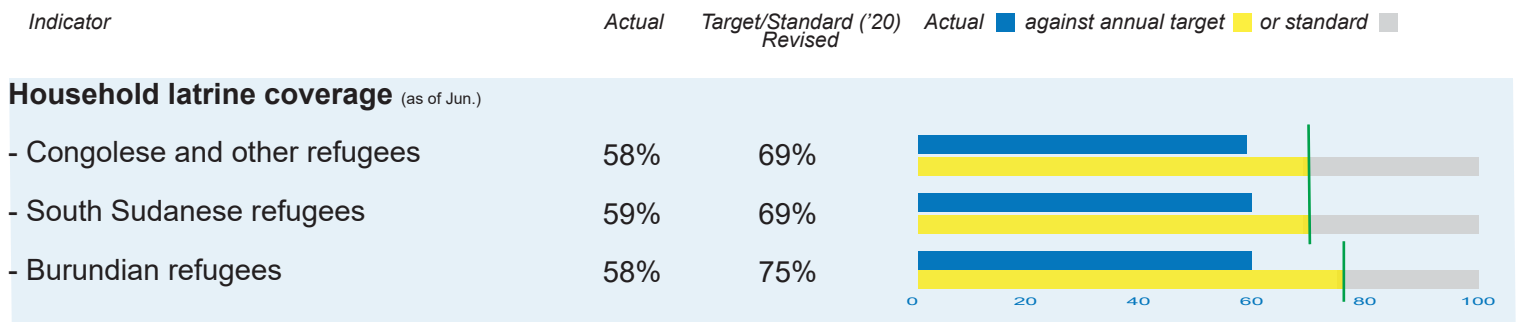 Indicator Actual Target/Standard ('20) Revised Actual against annual target or standard
Household latrine coverage (as of Jun.)
- Congolese and other refugees 58% 69%
- South Sudanese refugees 59% 69%
- Burundian refugees 58% 75%
0 20 40 60 80 100